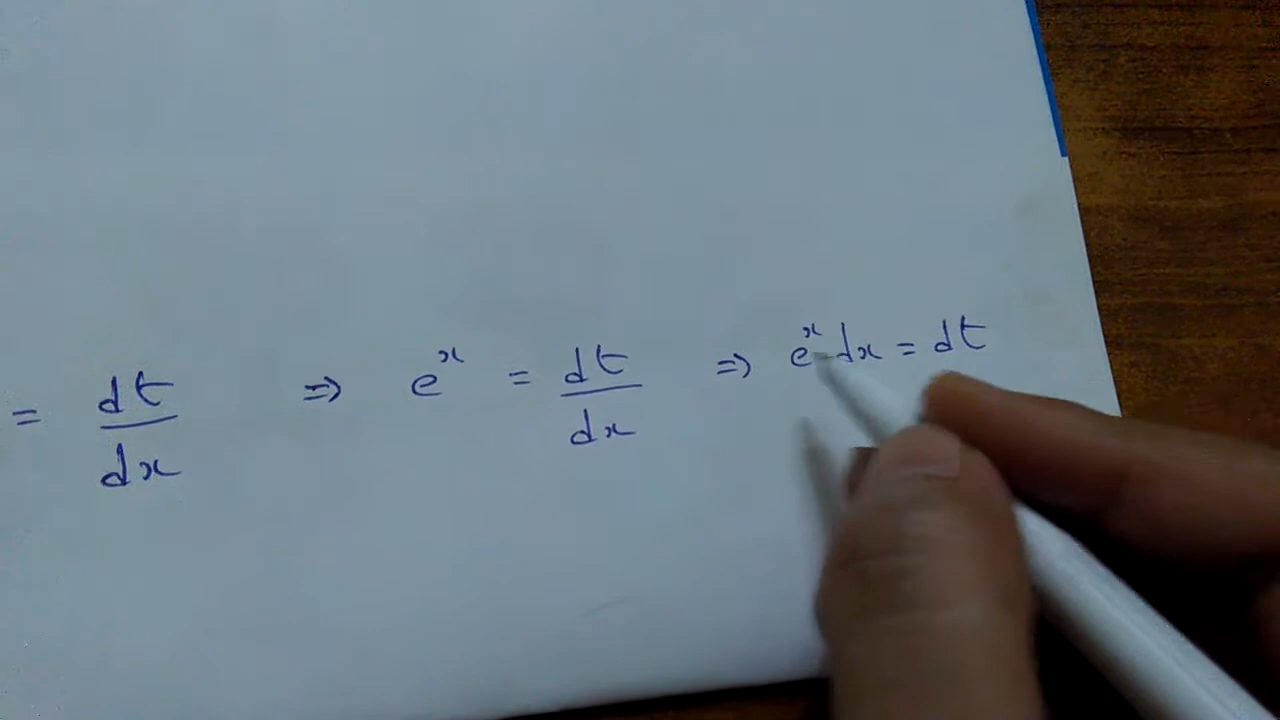 = dt/dx ⇒ e^x = dt/dx ⇒ e^x dx = dt